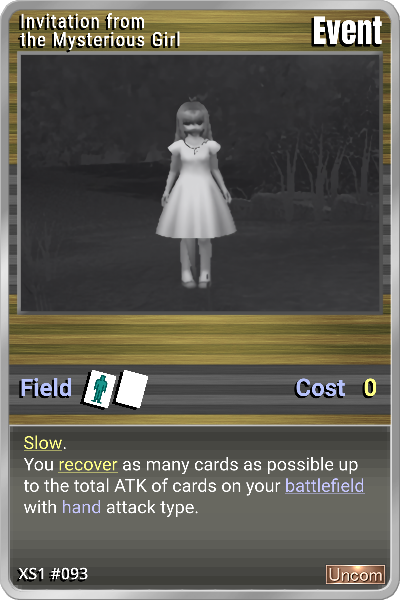 Invitation from
the Mysterious Girl
Event
Field
Cost 0
Slow.
You recover as many cards as possible up
to the total ATK of cards on your battlefield
with hand attack type.
XS1 #093
Uncom